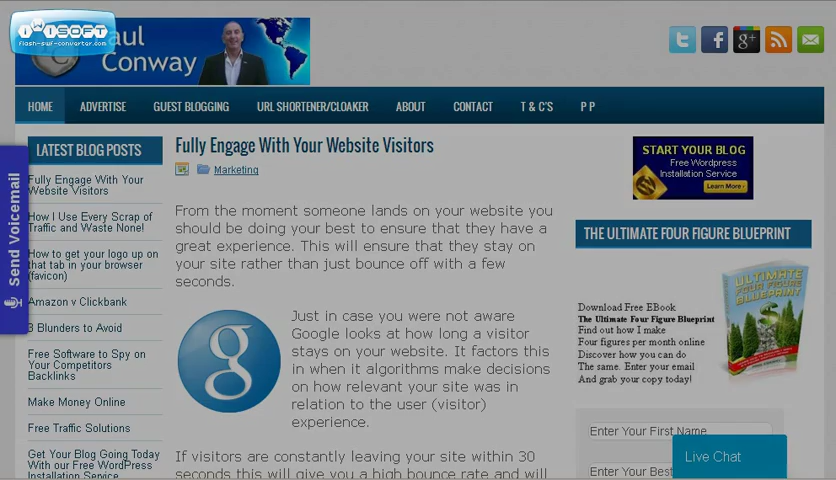 iwisoft
flash-swf-converter.com
Paul
Conway
HOME
ADVERTISE
GUEST BLOGGING
URL SHORTENER/CLOAKER
ABOUT
CONTACT
T & C'S
P P
Send Voicemail
LATEST BLOG POSTS
Fully Engage With Your
Website Visitors
How I Use Every Scrap of
Traffic and Waste None!
How to get your logo up on
that tab in your browser
(favicon)
Amazon v Clickbank
3 Blunders to Avoid
Free Software to Spy on
Your Competitors
Backlinks
Make Money Online
Free Traffic Solutions
Get Your Blog Going Today
With our Free WordPress
Installation Service
Fully Engage With Your Website Visitors
Marketing
From the moment someone lands on your website you
should be doing your best to ensure that they have a
great experience. This will ensure that they stay on
your site rather than just bounce off with a few
seconds.
g
Just in case you were not aware
Google looks at how long a visitor
stays on your website. It factors this
in when it algorithms make decisions
on how relevant your site was in
relation to the user (visitor)
experience.
If visitors are constantly leaving your site within 30
seconds this will give you a high bounce rate and will
START YOUR BLOG
Free Wordpress
Installation Service
Learn More ›
THE ULTIMATE FOUR FIGURE BLUEPRINT
Download Free EBook
The Ultimate Four Figure Blueprint
Find out how I make
Four figures per month online
Discover how you can do
The same. Enter your email
And grab your copy today!
ULTIMATE
FOUR FIGURE
BLUEPRINT
Enter Your First Name
Enter Your Best
Live Chat